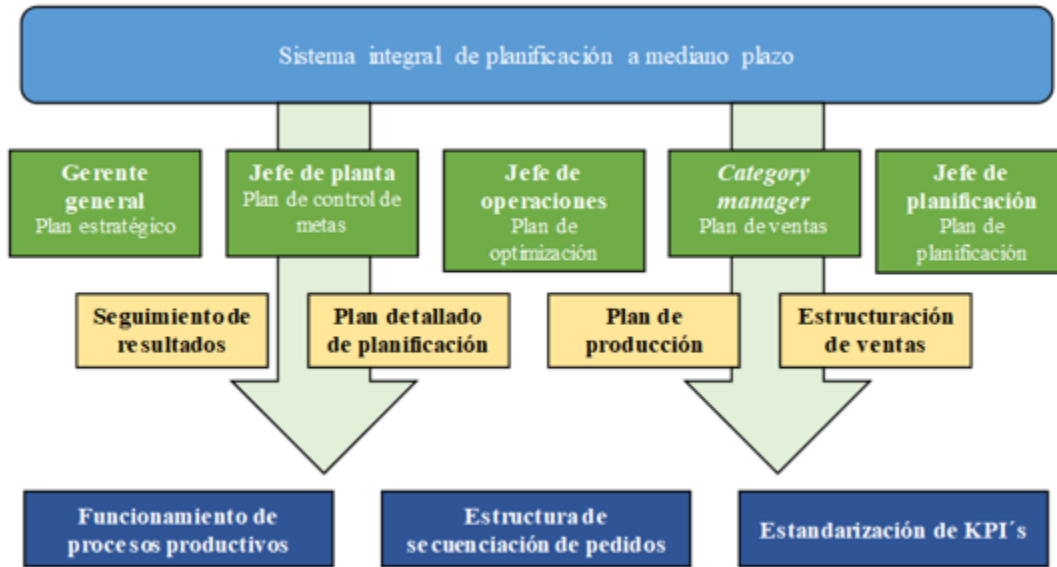 Sistema integral de planificación a mediano plazo
Gerente
general
Plan estratégico
Jefe de planta
Plan de control de
metas
Jefe de
operaciones
Plan de
optimización
Category
manager
Plan de ventas
Jefe de
planificación
Plan de
planificación
Seguimiento de
resultados
Plan detallado
de planificación
Plan de
producción
Estructuración
de ventas
Funcionamiento de
procesos productivos
Estructura de
secuenciación de pedidos
Estandarización de KPI´s